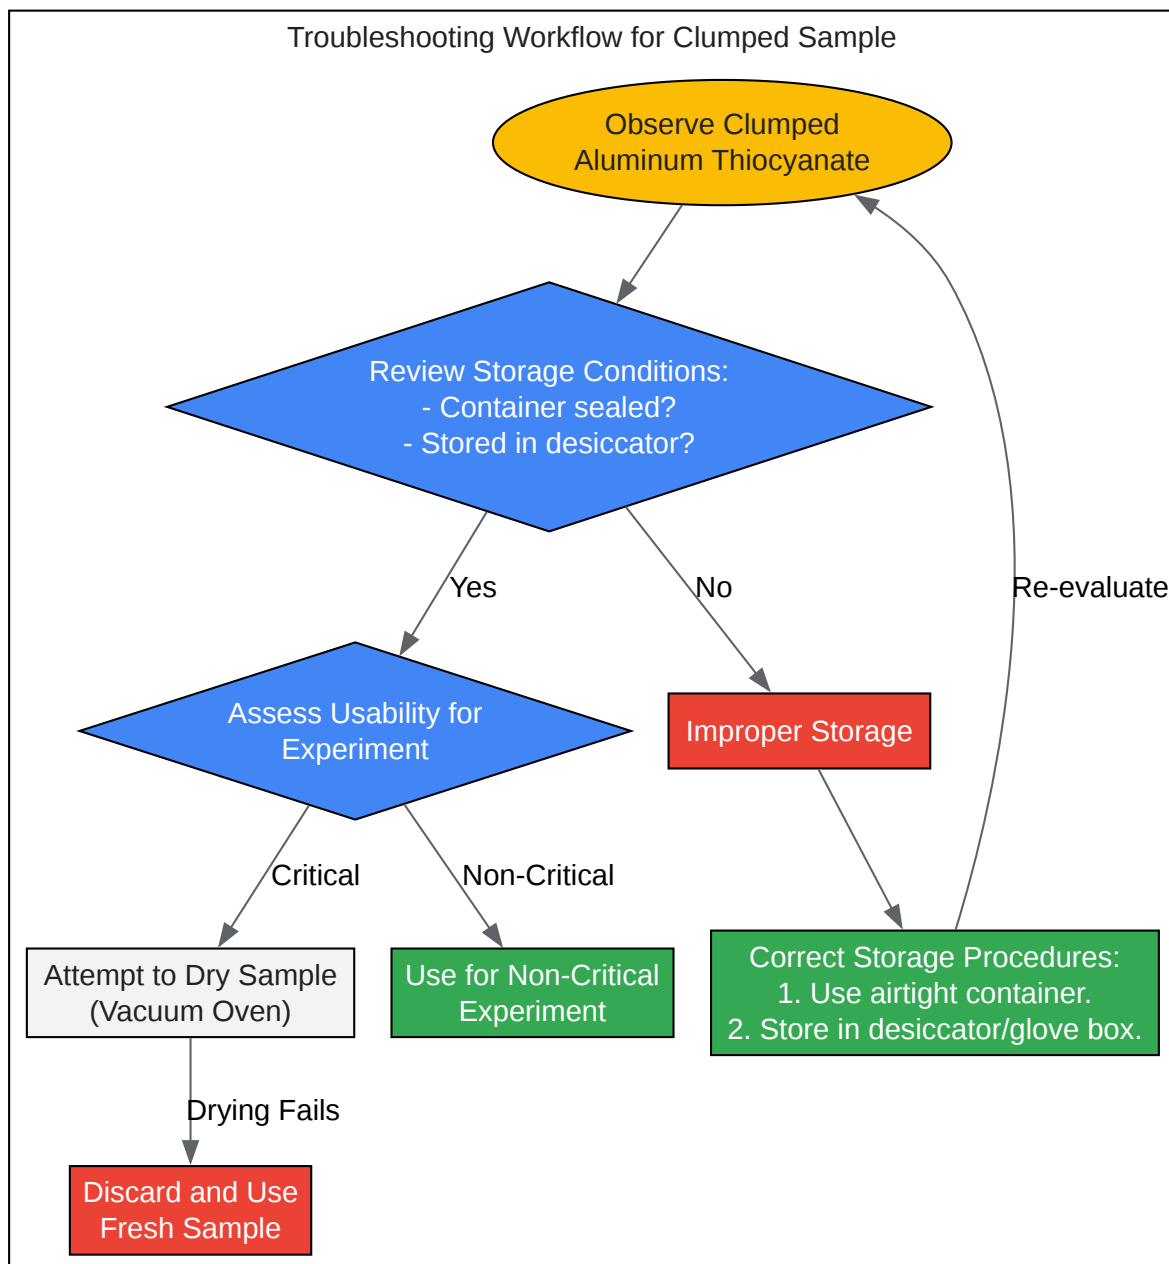 Troubleshooting Workflow for Clumped Sample
Observe Clumped
Aluminum Thiocyanate
Review Storage Conditions:
- Container sealed?
- Stored in desiccator?
Yes
No
Re-evaluate
Assess Usability for
Experiment
Improper Storage
Critical
Non-Critical
Attempt to Dry Sample
(Vacuum Oven)
Use for Non-Critical
Experiment
Correct Storage Procedures:
1. Use airtight container.
2. Store in desiccator/glove box.
Drying Fails
Discard and Use
Fresh Sample